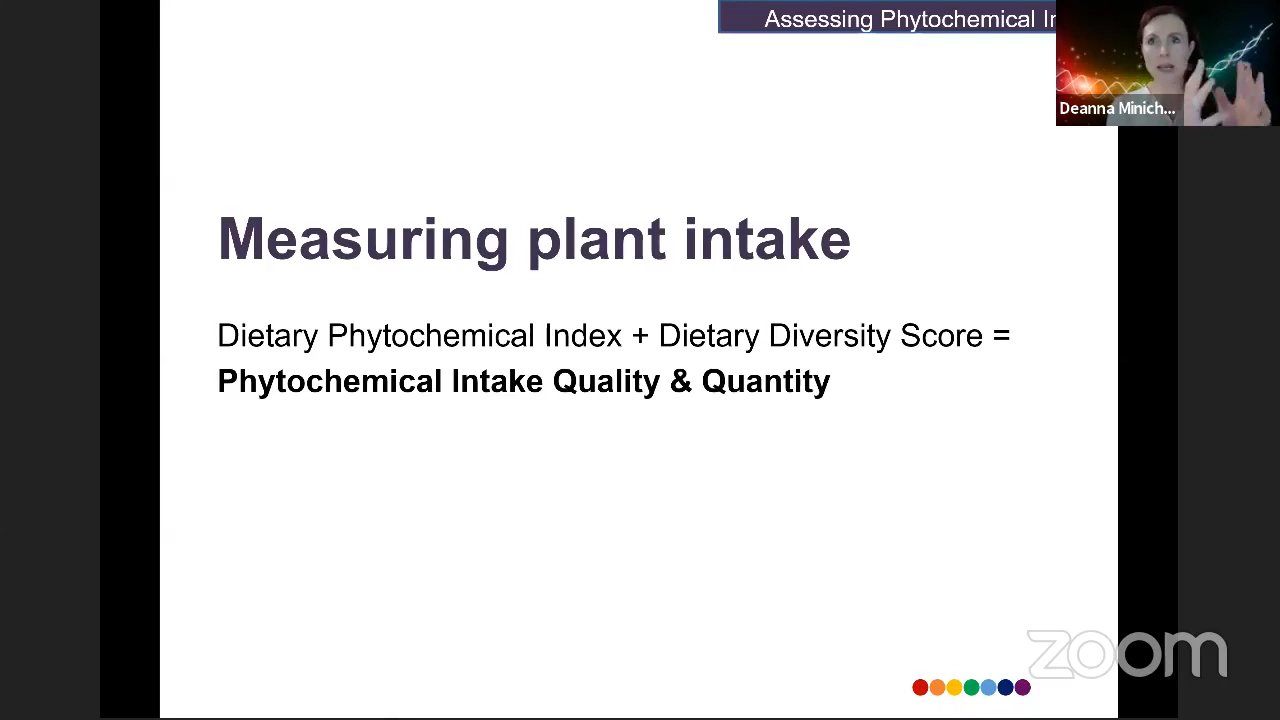 Assessing Phytochemical
Deanna Minich...
Measuring plant intake
Dietary Phytochemical Index + Dietary Diversity Score =
Phytochemical Intake Quality & Quantity
zoom